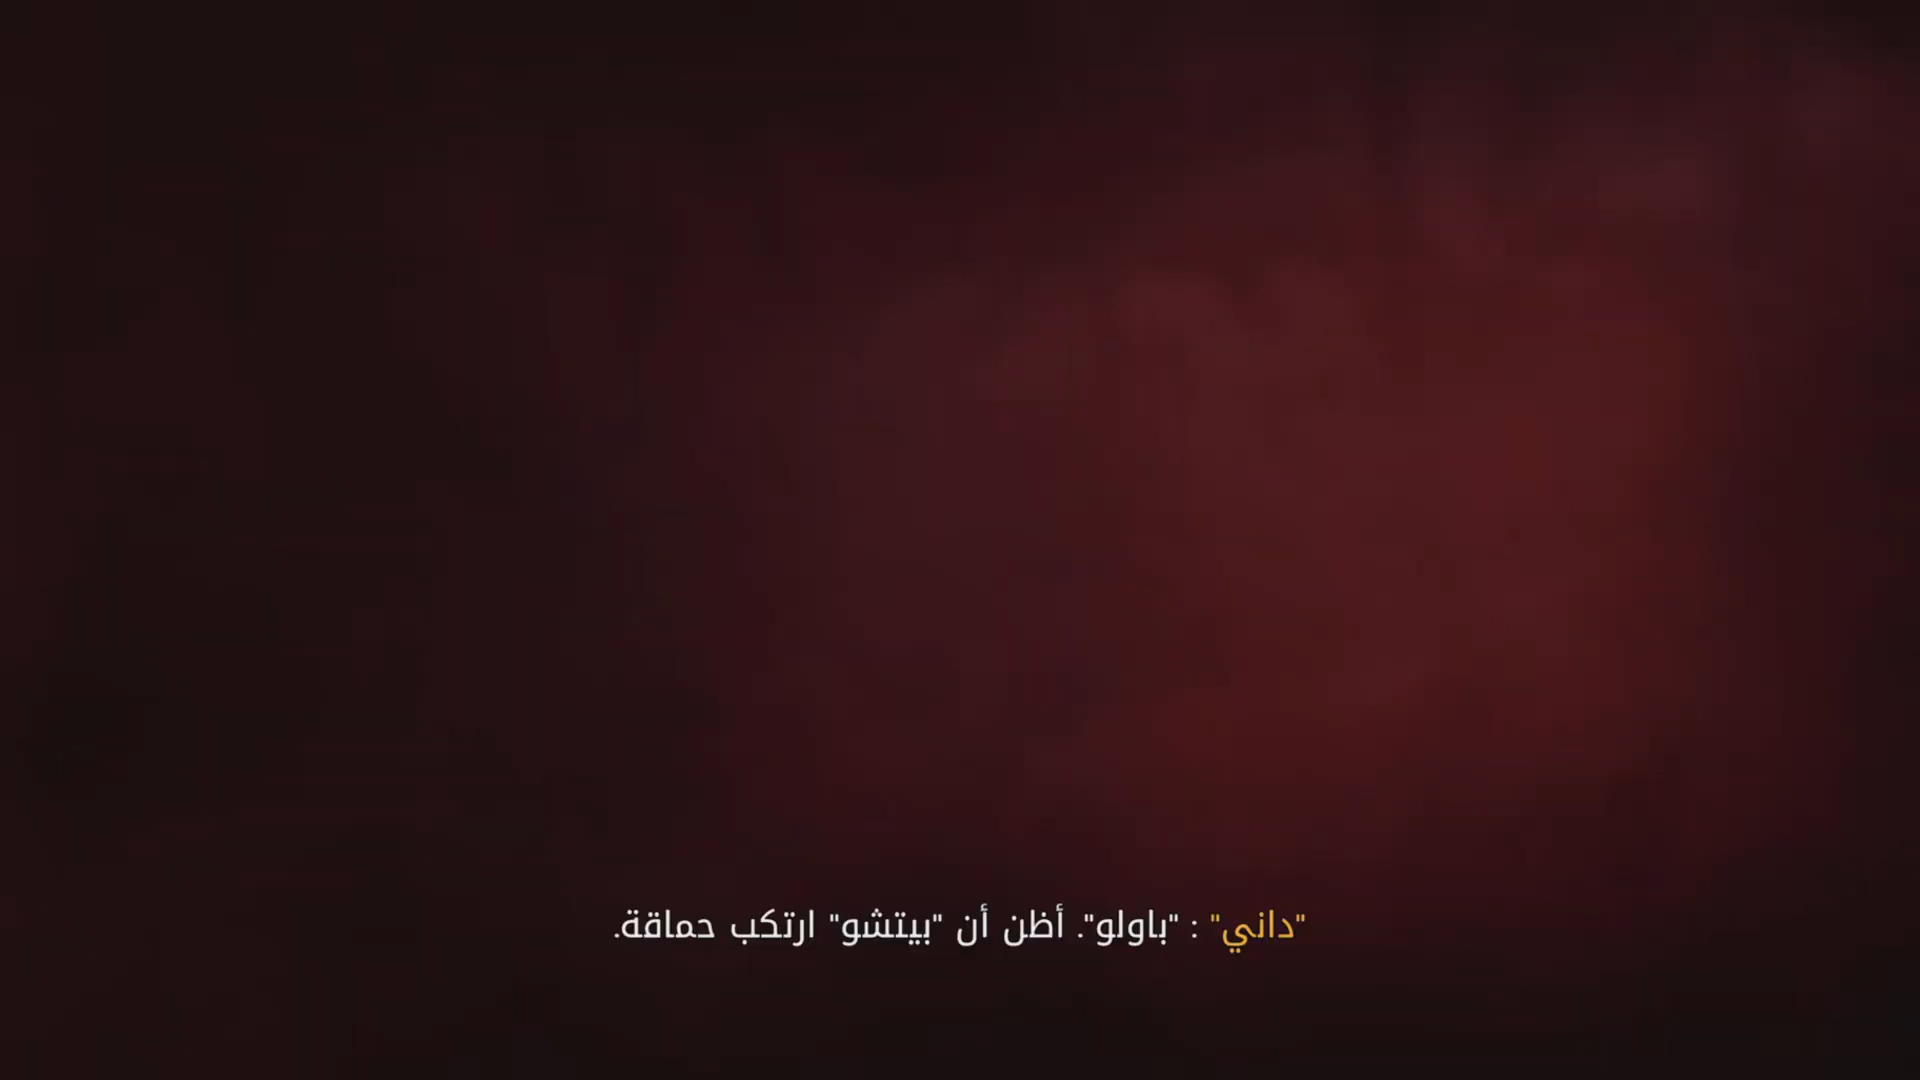 "داني" : "باولو". أظن أن "بيتشو" ارتكب حماقة.